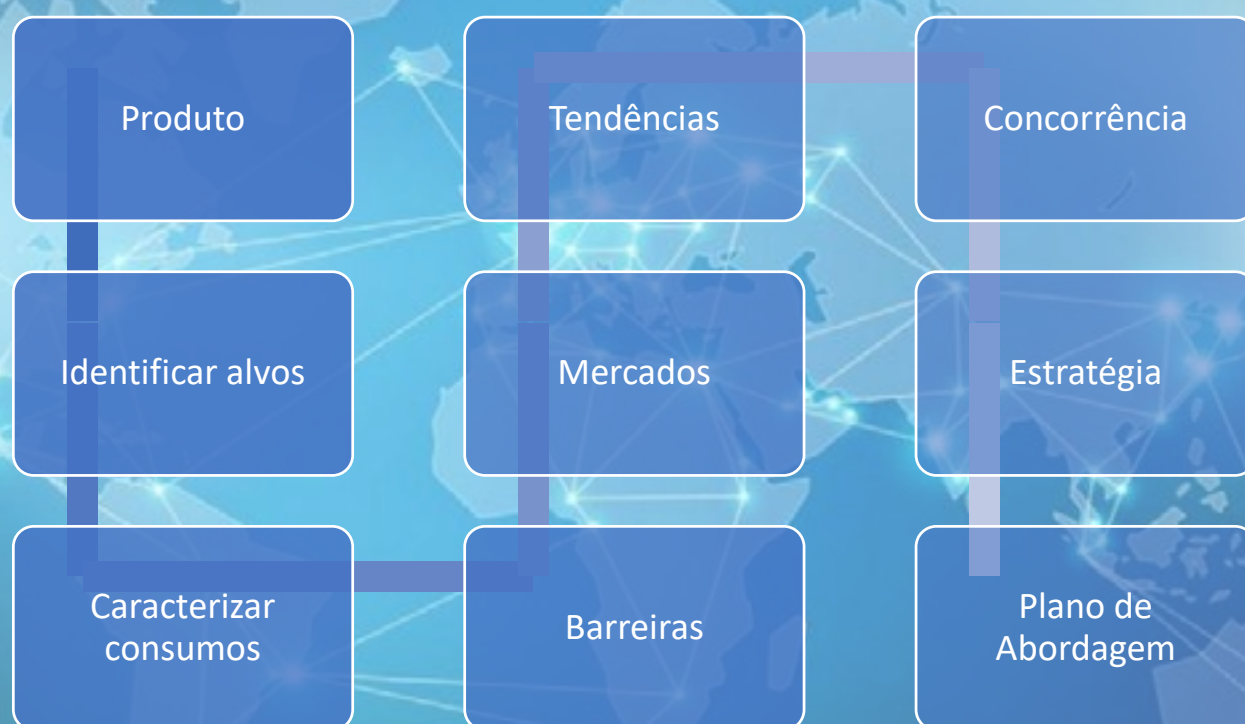 Produto
Identificar alvos
Caracterizar
consumos
Barreiras
Mercados
Tendências
Concorrência
Estratégia
Plano de
Abordagem